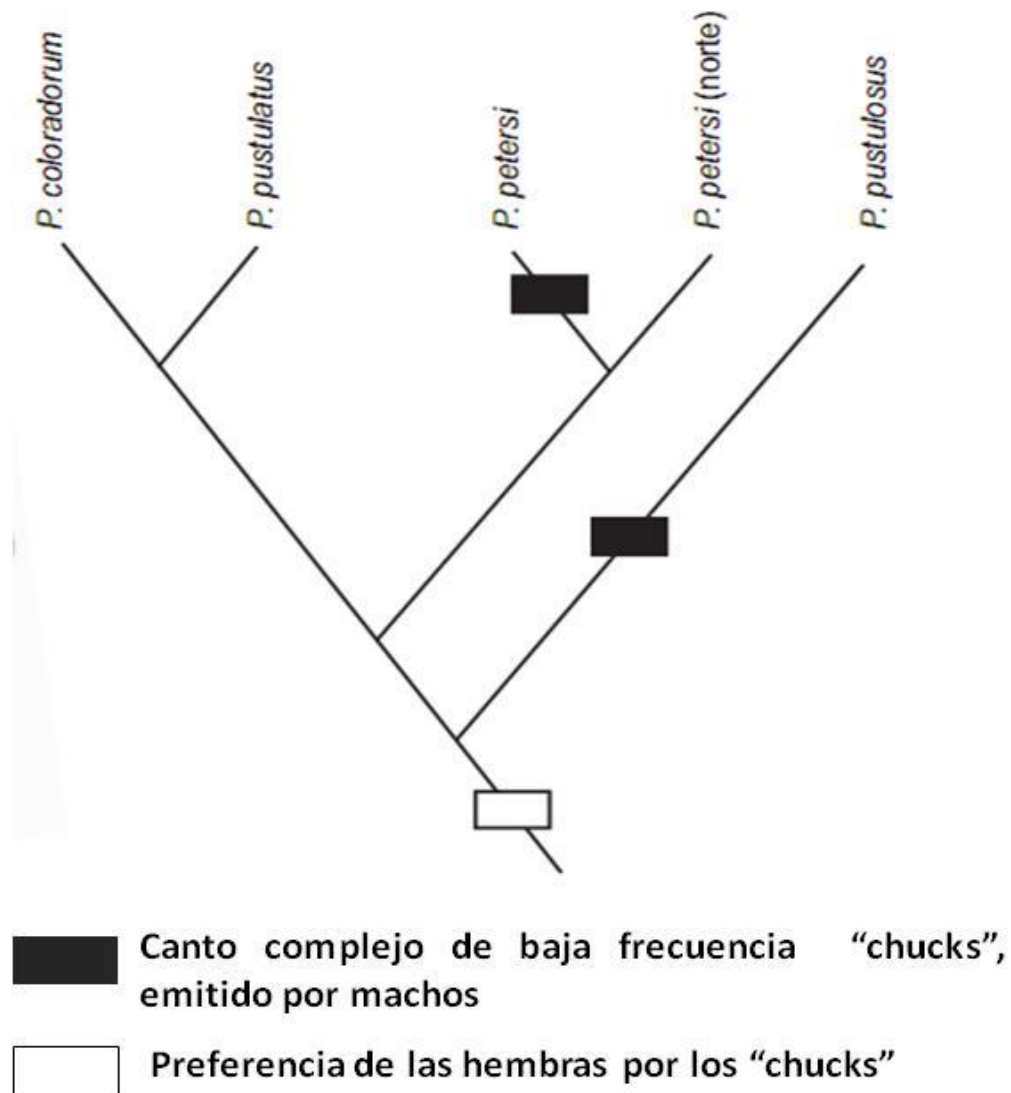 P. coloradorum
P. pustulatus
P. petersi
P. petersi (norte)
P. pustulosus
Canto complejo de baja frecuencia “chucks”,
emitido por machos
Preferencia de las hembras por los “chucks”